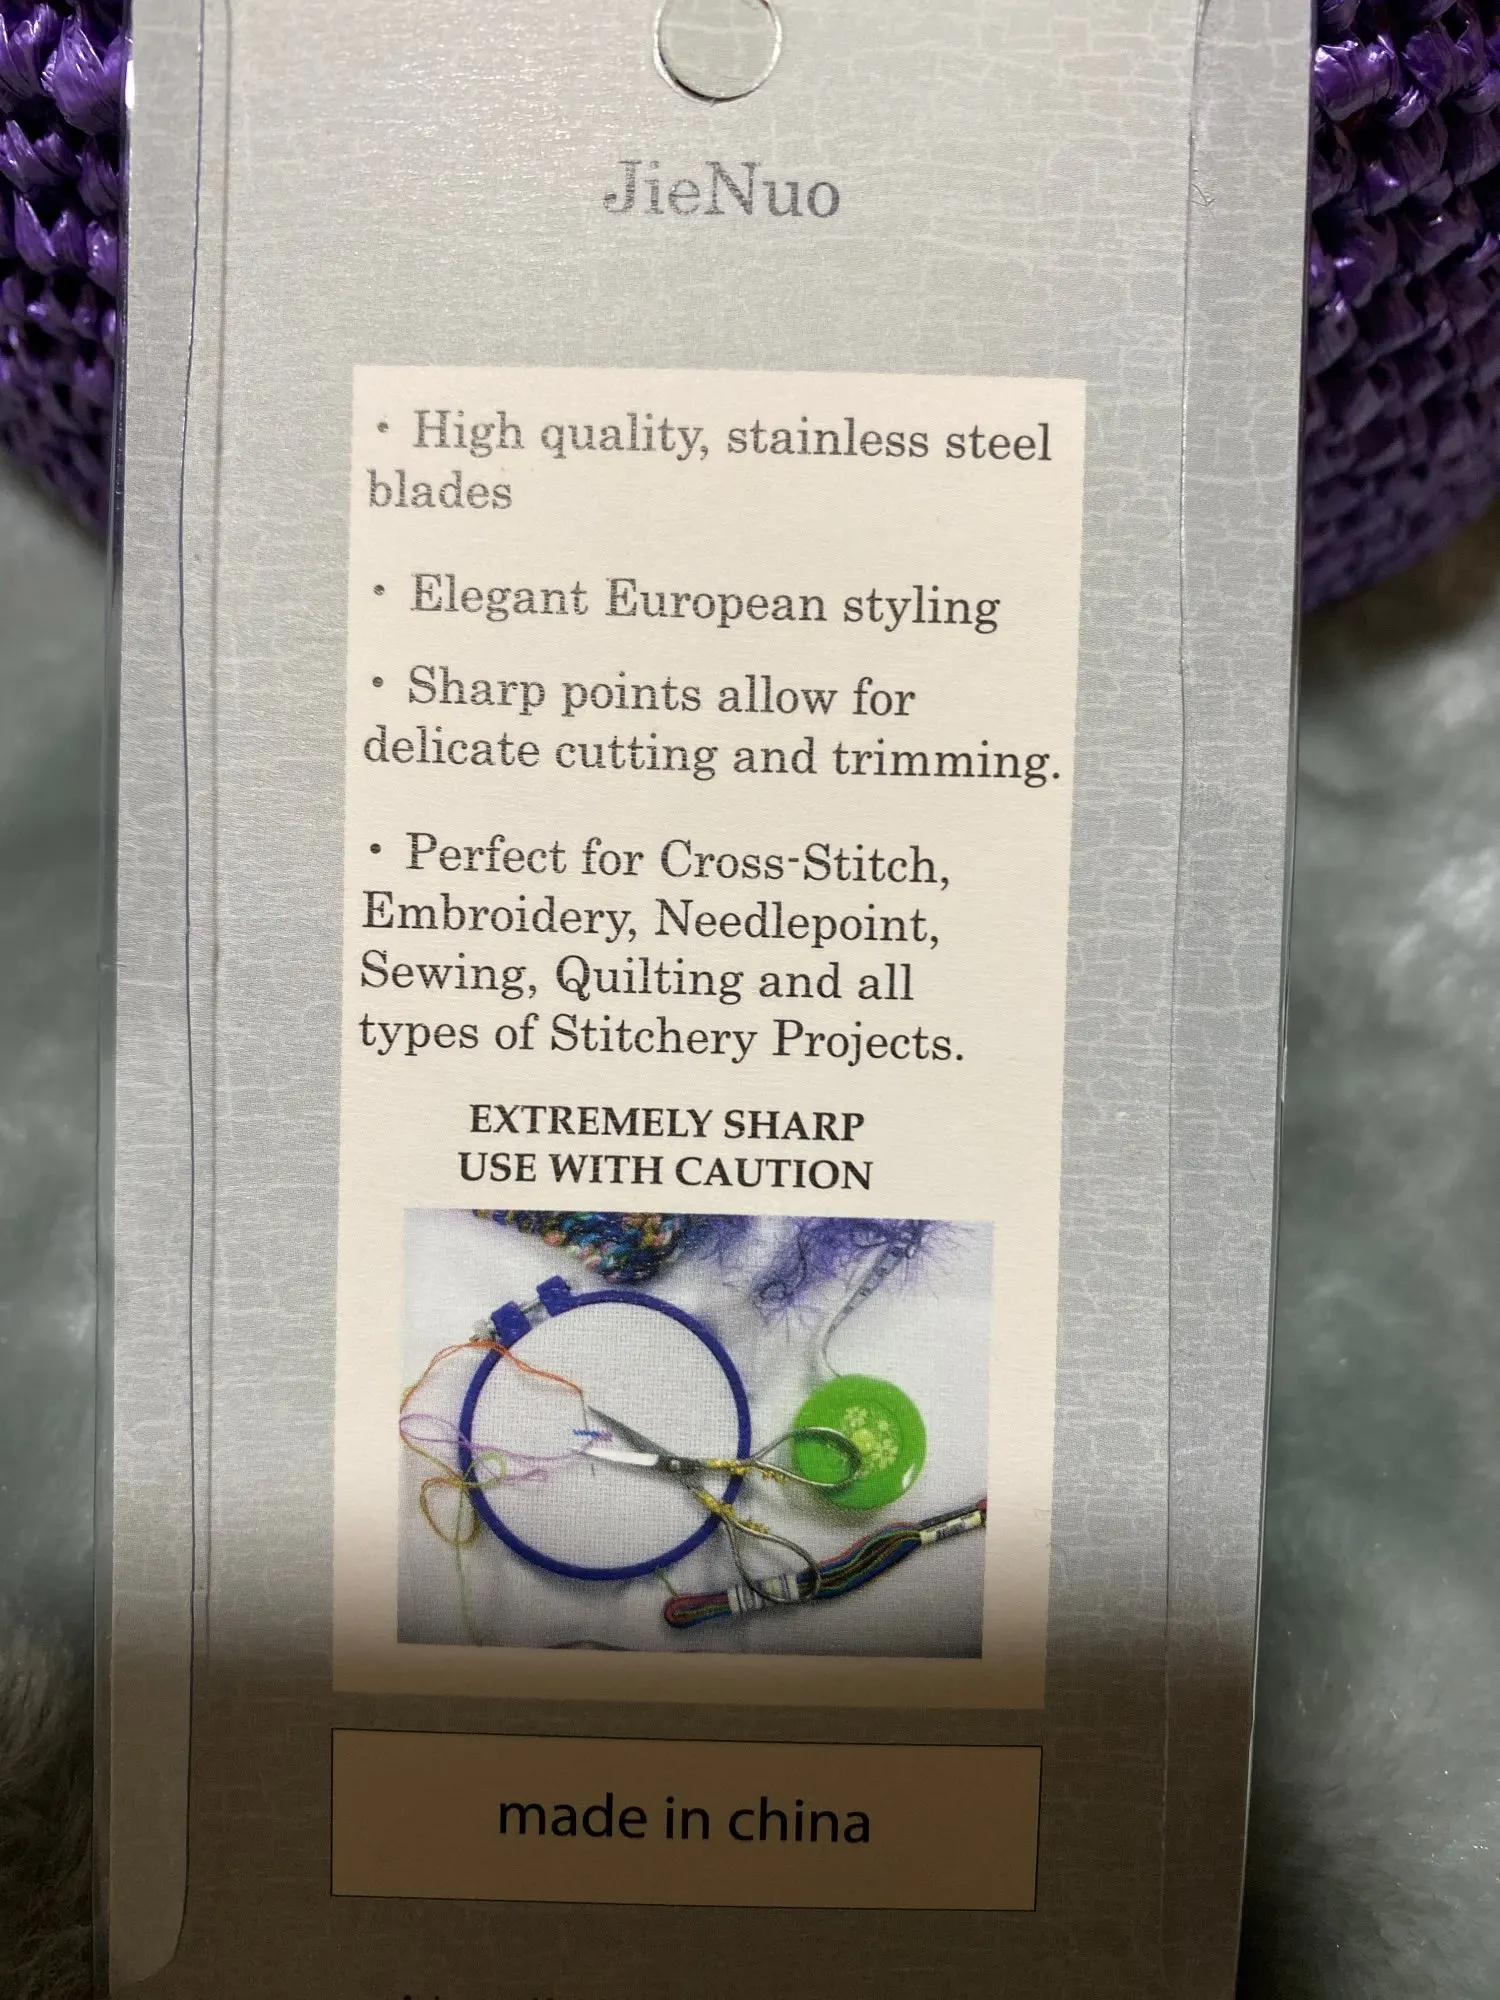 JieNuo
• High quality, stainless steel
blades
• Elegant European styling
• Sharp points allow for
delicate cutting and trimming.
• Perfect for Cross-Stitch,
Embroidery, Needlepoint,
Sewing, Quilting and all
types of Stitchery Projects.
EXTREMELY SHARP
USE WITH CAUTION
made in china